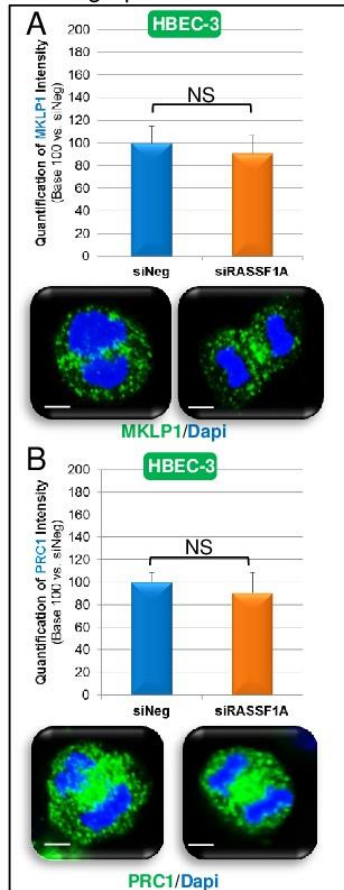 A
HBEC-3
Quantification of MKLP1 Intensity
(Base 100 vs. siNeg)
200
180
160
140
120
100
80
60
40
20
0
NS
siNeg
siRASSF1A
MKLP1/Dapi
B
HBEC-3
Quantification of PRC1 Intensity
(Base 100 vs. siNeg)
200
180
160
140
120
100
80
60
40
20
0
NS
siNeg
siRASSF1A
PRC1/Dapi